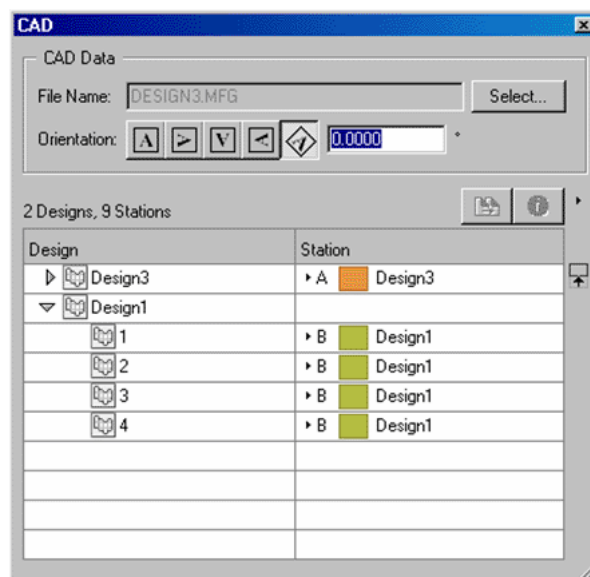 CAD
CAD Data
File Name: DESIGN3.MFG Select...
Orientation: A A A A A 0.0000 °
2 Designs, 9 Stations
Design Station
Design3 A Design3
Design1
1 B Design1
2 B Design1
3 B Design1
4 B Design1